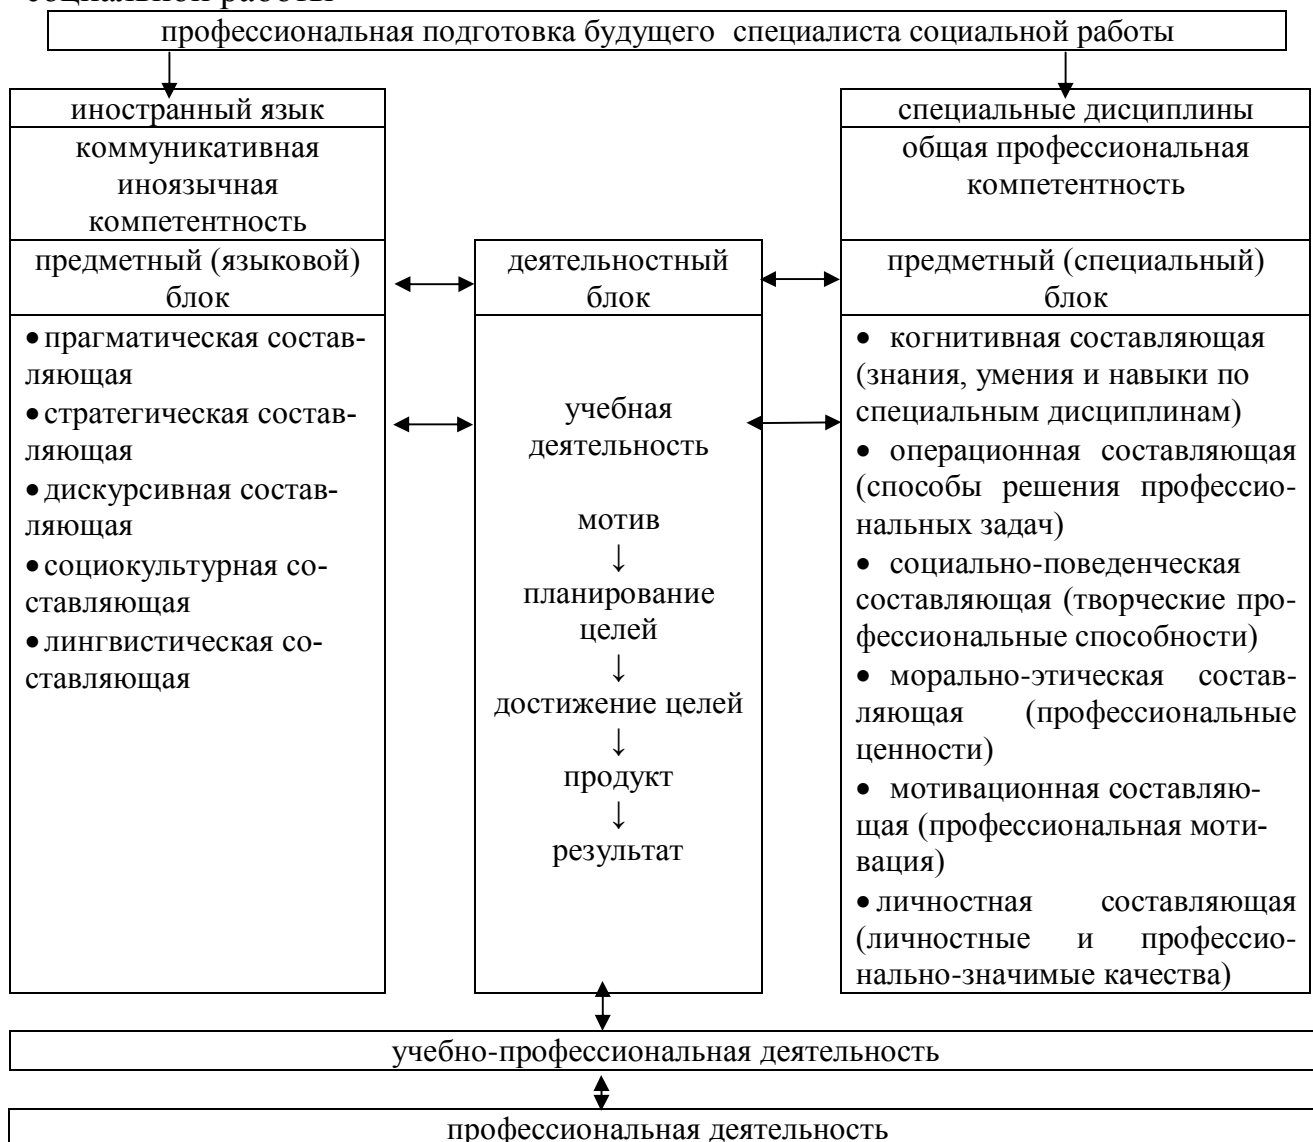 социальной работы
профессиональная подготовка будущего специалиста социальной работы
иностранный язык
коммуникативная
иноязычная
компетентность
предметный (языковой)
блок
• прагматическая состав-
ляющая
• стратегическая состав-
ляющая
• дискурсивная состав-
ляющая
• социокультурная со-
ставляющая
• лингвистическая со-
ставляющая
деятельностный
блок
учебная
деятельность
мотив
↓
планирование
целей
↓
достижение целей
↓
продукт
↓
результат
специальные дисциплины
общая профессиональная
компетентность
предметный (специальный)
блок
• когнитивная составляющая
(знания, умения и навыки по
специальным дисциплинам)
• операционная составляющая
(способы решения профессио-
нальных задач)
• социально-поведенческая
составляющая (творческие про-
фессиональные способности)
• морально-этическая состав-
ляющая (профессиональные
ценности)
• мотивационная составляю-
щая (профессиональная моти-
вация)
• личностная составляющая
(личностные и профессио-
нально-значимые качества)
учебно-профессиональная деятельность
профессиональная деятельность